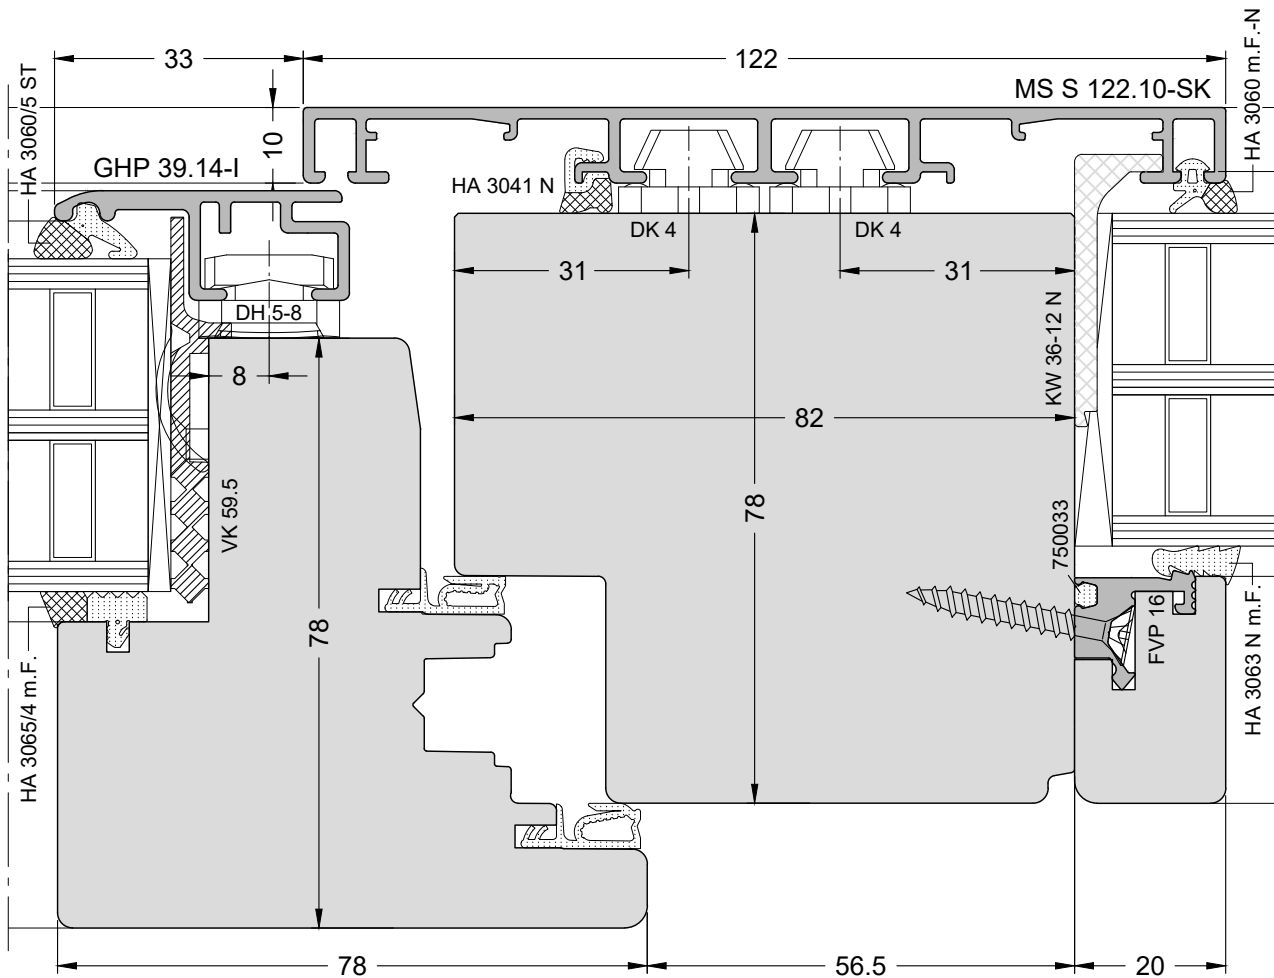 33
122
MS S 122.10-SK
HA 3060/5 ST
HA 3060 m.F.-N
10
GHP 39.14-I
HA 3041 N
DK 4
DK 4
31
31
DH 5-8
KW 36-12 N
8
82
VK 59.5
78
750033
78
FVP 16
HA 3065/4 m.F.
HA 3063 N m.F.
78
56.5
20